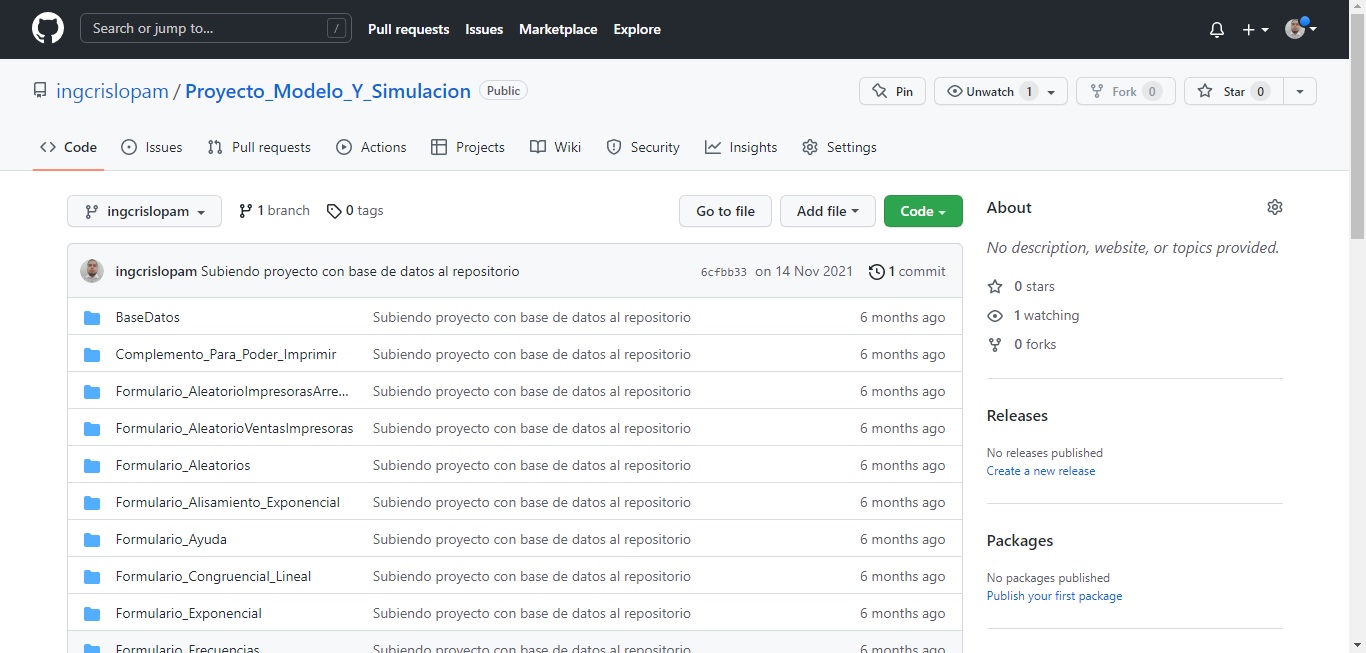 Search or jump to... / Pull requests Issues Marketplace Explore
ingcrislopam / Proyecto_Modelo_Y_Simulacion Public Pin Unwatch 1 Fork 0 Star 0
Code Issues Pull requests Actions Projects Wiki Security Insights Settings
ingcrislopam 1 branch 0 tags Go to file Add file Code
ingcrislopam Subiendo proyecto con base de datos al repositorio 6cfbb33 on 14 Nov 2021 1 commit
BaseDatos Subiendo proyecto con base de datos al repositorio 6 months ago
Complemento_Para_Poder_Imprimir Subiendo proyecto con base de datos al repositorio 6 months ago
Formulario_AleatorioImpresorasArre... Subiendo proyecto con base de datos al repositorio 6 months ago
Formulario_AleatorioVentasImpresoras Subiendo proyecto con base de datos al repositorio 6 months ago
Formulario_Aleatorios Subiendo proyecto con base de datos al repositorio 6 months ago
Formulario_Alisamiento_Exponencial Subiendo proyecto con base de datos al repositorio 6 months ago
Formulario_Ayuda Subiendo proyecto con base de datos al repositorio 6 months ago
Formulario_Congruencial_Lineal Subiendo proyecto con base de datos al repositorio 6 months ago
Formulario_Exponencial Subiendo proyecto con base de datos al repositorio 6 months ago
Formulario_Frecuencias Subiendo proyecto con base de datos al repositorio 6 months ago
About
No description, website, or topics provided.
0 stars
1 watching
0 forks
Releases
No releases published
Create a new release
Packages
No packages published
Publish your first package